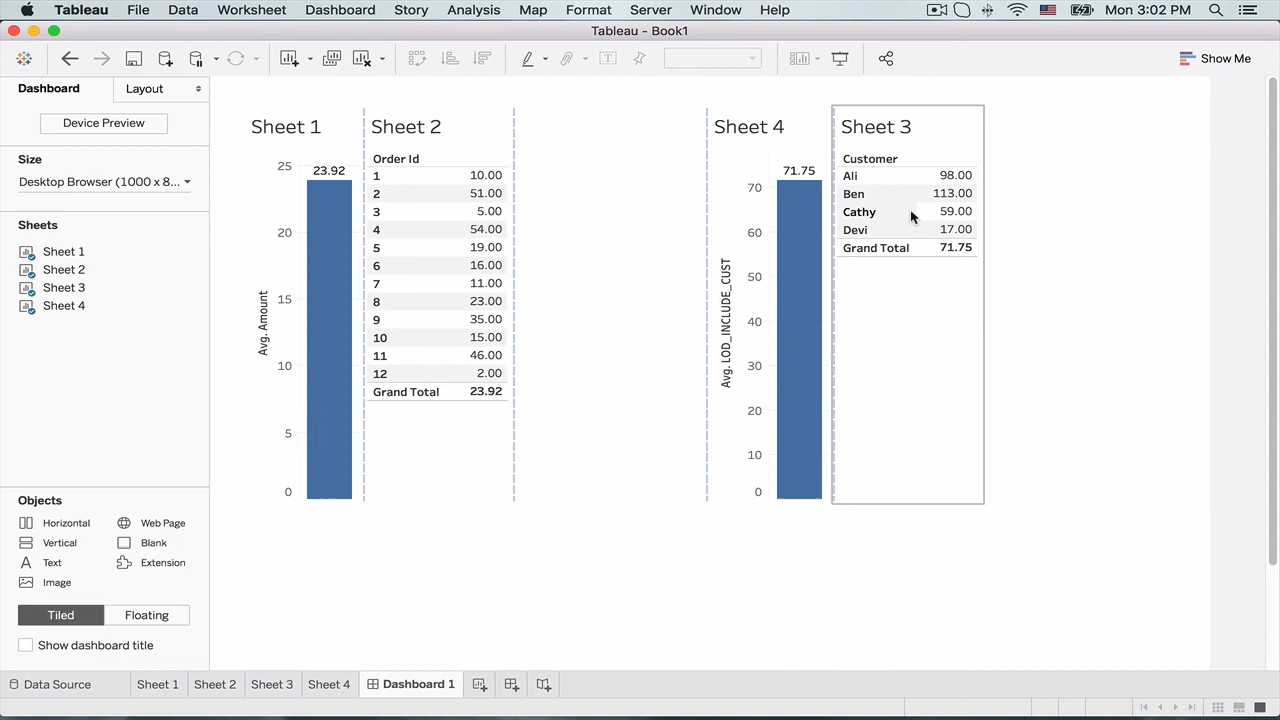 Tableau File Data Worksheet Dashboard Story Analysis Map Format Server Window Help Mon 3:02 PM
Tableau - Book1
Show Me
Dashboard Layout
Device Preview
Size
Desktop Browser (1000 x 8...
Sheets
Sheet 1
Sheet 2
Sheet 3
Sheet 4
Objects
Horizontal Web Page
Vertical Blank
Text Extension
Image
Tiled Floating
Show dashboard title
Sheet 1
Avg. Amount
25
20
15
10
5
0
23.92
Sheet 2
Order Id
1 10.00
2 51.00
3 5.00
4 54.00
5 19.00
6 16.00
7 11.00
8 23.00
9 35.00
10 15.00
11 46.00
12 2.00
Grand Total 23.92
Sheet 4
Avg. LOD_INCLUDE_CUST
70
60
50
40
30
20
10
0
71.75
Sheet 3
Customer
Ali 98.00
Ben 113.00
Cathy 59.00
Devi 17.00
Grand Total 71.75
Data Source Sheet 1 Sheet 2 Sheet 3 Sheet 4 Dashboard 1